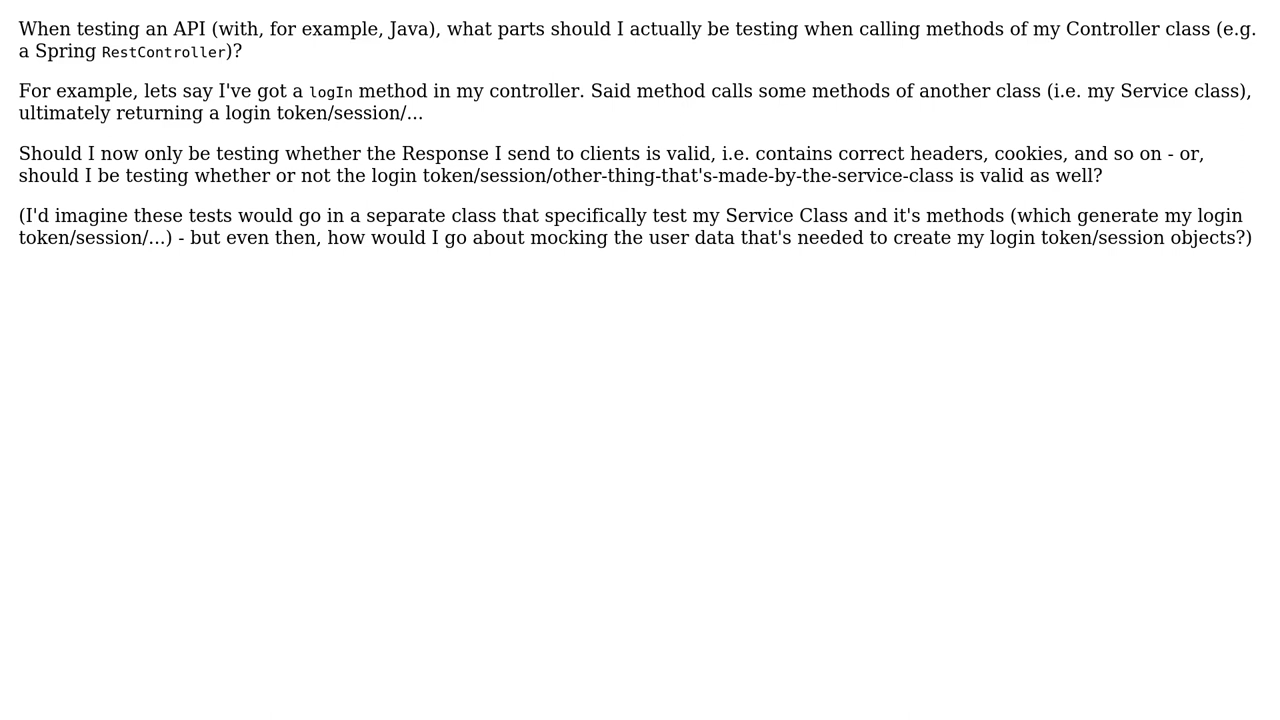 When testing an API (with, for example, Java), what parts should I actually be testing when calling methods of my Controller class (e.g.
a Spring RestController)?
For example, lets say I've got a logIn method in my controller. Said method calls some methods of another class (i.e. my Service class),
ultimately returning a login token/session/...
Should I now only be testing whether the Response I send to clients is valid, i.e. contains correct headers, cookies, and so on - or,
should I be testing whether or not the login token/session/other-thing-that's-made-by-the-service-class is valid as well?
(I'd imagine these tests would go in a separate class that specifically test my Service Class and it's methods (which generate my login
token/session/...) - but even then, how would I go about mocking the user data that's needed to create my login token/session objects?)